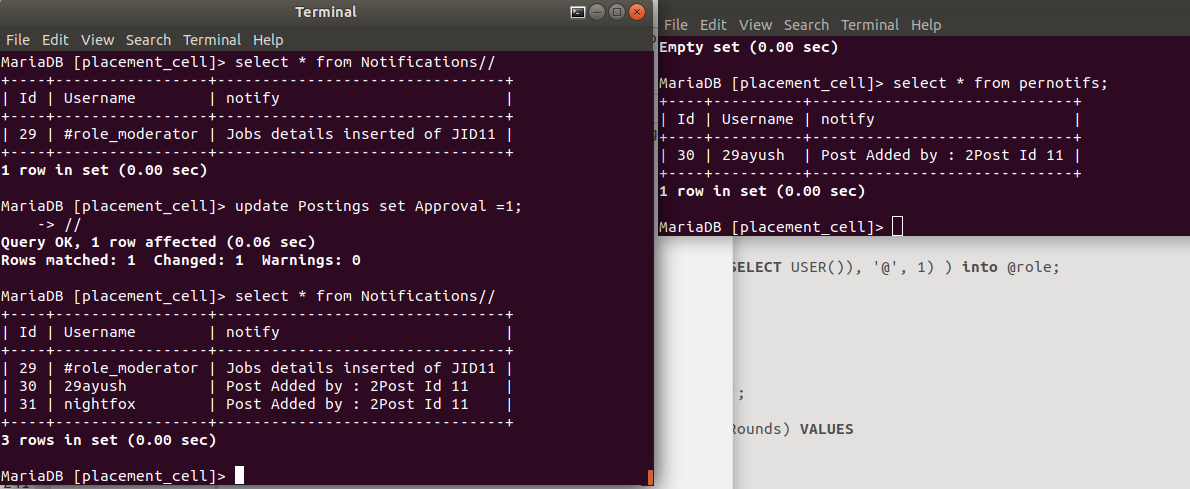 Terminal
File Edit View Search Terminal Help
MariaDB [placement_cell]> select * from Notifications//
+----+-----------------+--------------------------------+
| Id | Username        | notify                         |
+----+-----------------+--------------------------------+
| 29 | #role_moderator | Jobs details inserted of JID11 |
+----+-----------------+--------------------------------+
1 row in set (0.00 sec)
MariaDB [placement_cell]> update Postings set Approval =1;
    -> //
Query OK, 1 row affected (0.06 sec)
Rows matched: 1  Changed: 1  Warnings: 0
MariaDB [placement_cell]> select * from Notifications//
+----+-----------------+--------------------------------+
| Id | Username        | notify                         |
+----+-----------------+--------------------------------+
| 29 | #role_moderator | Jobs details inserted of JID11 |
| 30 | 29ayush         | Post Added by : 2Post Id 11    |
| 31 | nightfox        | Post Added by : 2Post Id 11    |
+----+-----------------+--------------------------------+
3 rows in set (0.00 sec)
MariaDB [placement_cell]>
File Edit View Search Terminal Help
Empty set (0.00 sec)
MariaDB [placement_cell]> select * from pernotifs;
+----+----------+-----------------------------+
| Id | Username | notify                      |
+----+----------+-----------------------------+
| 30 | 29ayush  | Post Added by : 2Post Id 11 |
+----+----------+-----------------------------+
1 row in set (0.00 sec)
MariaDB [placement_cell]>
SELECT USER()), '@', 1) ) into @role;
';
Rounds) VALUES